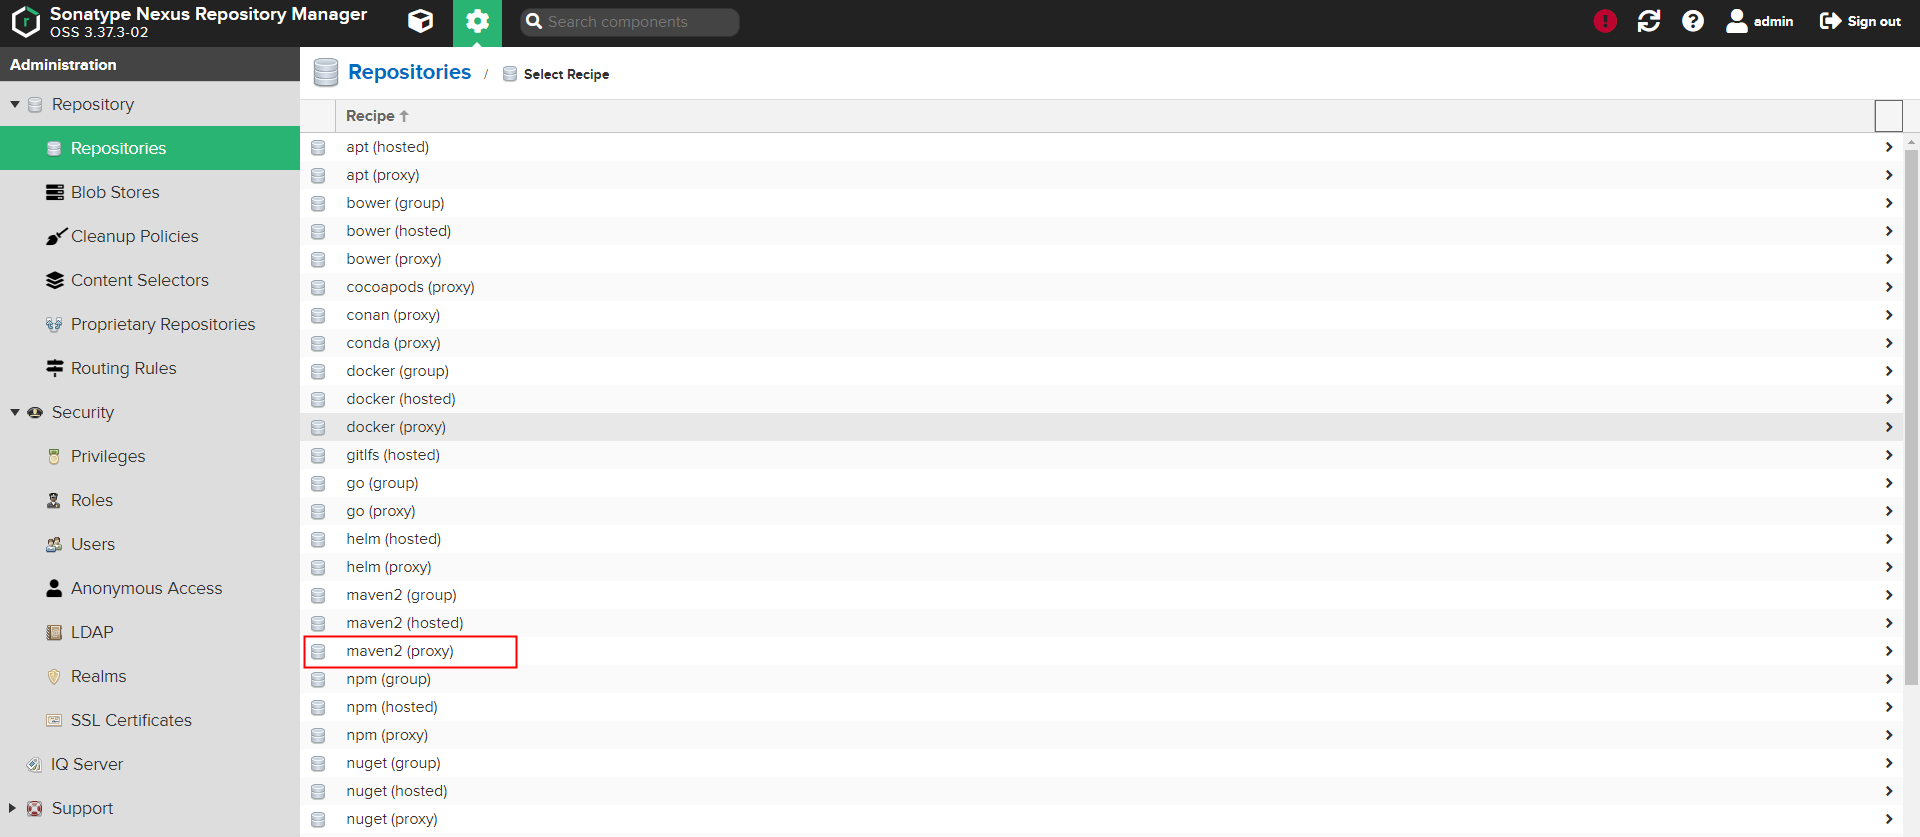 Sonatype Nexus Repository Manager
OSS 3.37.3-02
Search components
admin
Sign out
Administration
Repository
Repositories
Blob Stores
Cleanup Policies
Content Selectors
Proprietary Repositories
Routing Rules
Security
Privileges
Roles
Users
Anonymous Access
LDAP
Realms
SSL Certificates
IQ Server
Support
Repositories / Select Recipe
Recipe
apt (hosted)
apt (proxy)
bower (group)
bower (hosted)
bower (proxy)
cocoapods (proxy)
conan (proxy)
conda (proxy)
docker (group)
docker (hosted)
docker (proxy)
gitlfs (hosted)
go (group)
go (proxy)
helm (hosted)
helm (proxy)
maven2 (group)
maven2 (hosted)
maven2 (proxy)
npm (group)
npm (hosted)
npm (proxy)
nuget (group)
nuget (hosted)
nuget (proxy)